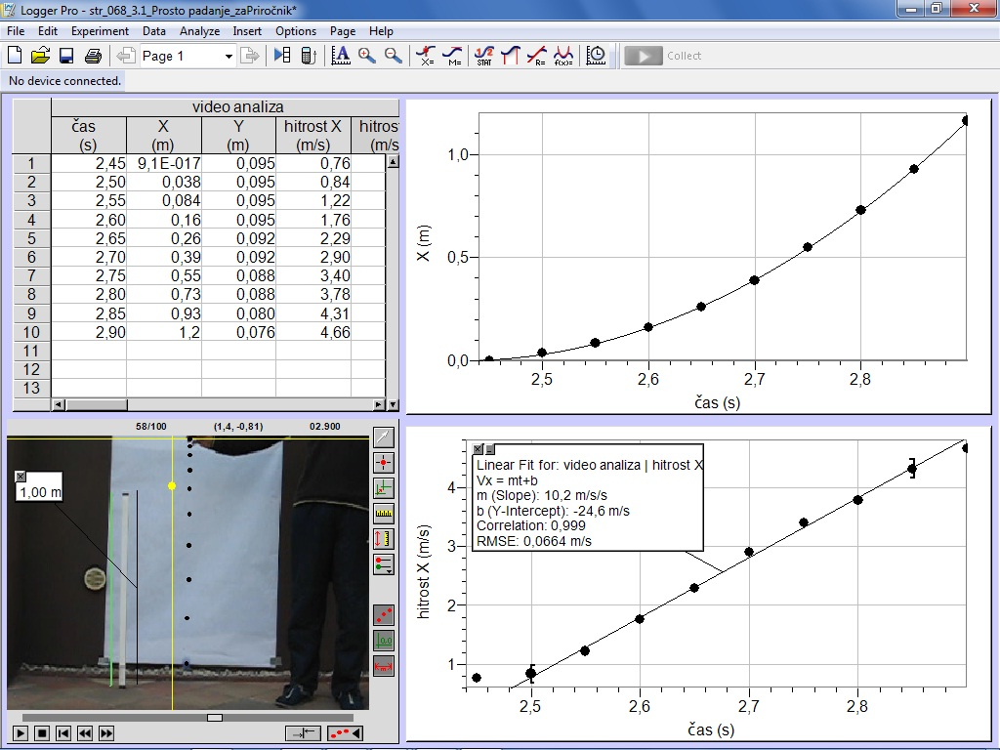 Logger Pro - str_068_3.1_Prosto padanje_zaPriročnik*
File Edit Experiment Data Analyze Insert Options Page Help
Page 1 X= M= STAT R= f(x)= Collect
No device connected.
video analiza
čas X Y hitrost X hitros
(s) (m) (m) (m/s) (m/s
1 2,45 9,1E-017 0,095 0,76
2 2,50 0,038 0,095 0,84
3 2,55 0,084 0,095 1,22
4 2,60 0,16 0,095 1,76
5 2,65 0,26 0,092 2,29
6 2,70 0,39 0,092 2,90
7 2,75 0,55 0,088 3,40
8 2,80 0,73 0,088 3,78
9 2,85 0,93 0,080 4,31
10 2,90 1,2 0,076 4,66
11
12
13
X (m)
1,0
0,5
0,0
2,5 2,6 2,7 2,8
čas (s)
58/100 (1,4, -0,81) 02.900
1,00 m
Linear Fit for: video analiza | hitrost X
Vx = mt+b
m (Slope): 10,2 m/s/s
b (Y-Intercept): -24,6 m/s
Correlation: 0,999
RMSE: 0,0664 m/s
hitrost X (m/s)
4
3
2
1
2,5 2,6 2,7 2,8
čas (s)